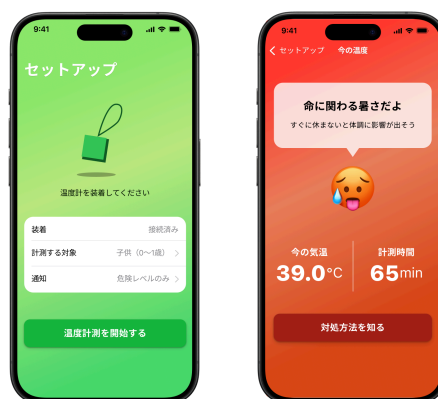 9:41
セットアップ
温度計を装着してください
装着 接続済み
計測する対象 子供（0〜1歳）
通知 危険レベルのみ
温度計測を開始する
9:41
セットアップ 今の温度
命に関わる暑さだよ
すぐに休まないと体調に影響が出そう
今の気温 計測時間
39.0°C 65min
対処方法を知る